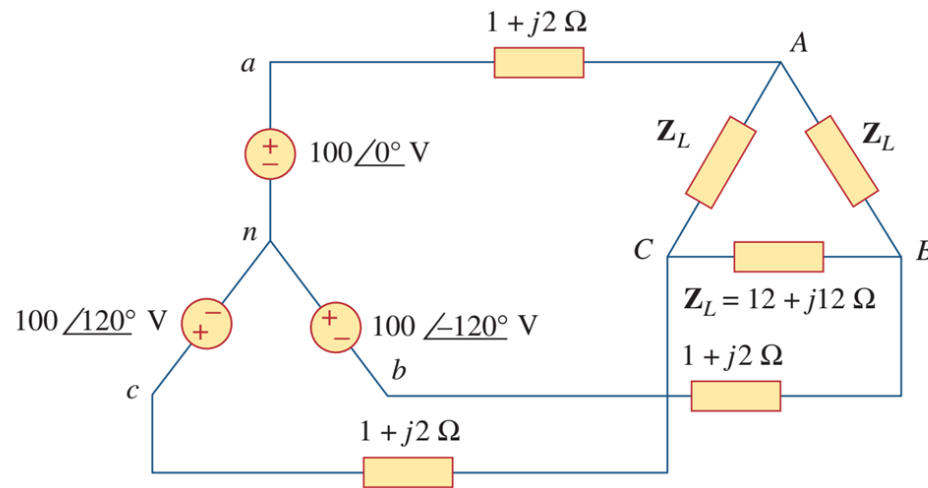 1 + j2 Ω
A
a
Z_L
Z_L
+
−
100 /0° V
n
C
B
100 /120° V
−
+
+
−
100 /–120° V
Z_L = 12 + j12 Ω
b
1 + j2 Ω
c
1 + j2 Ω